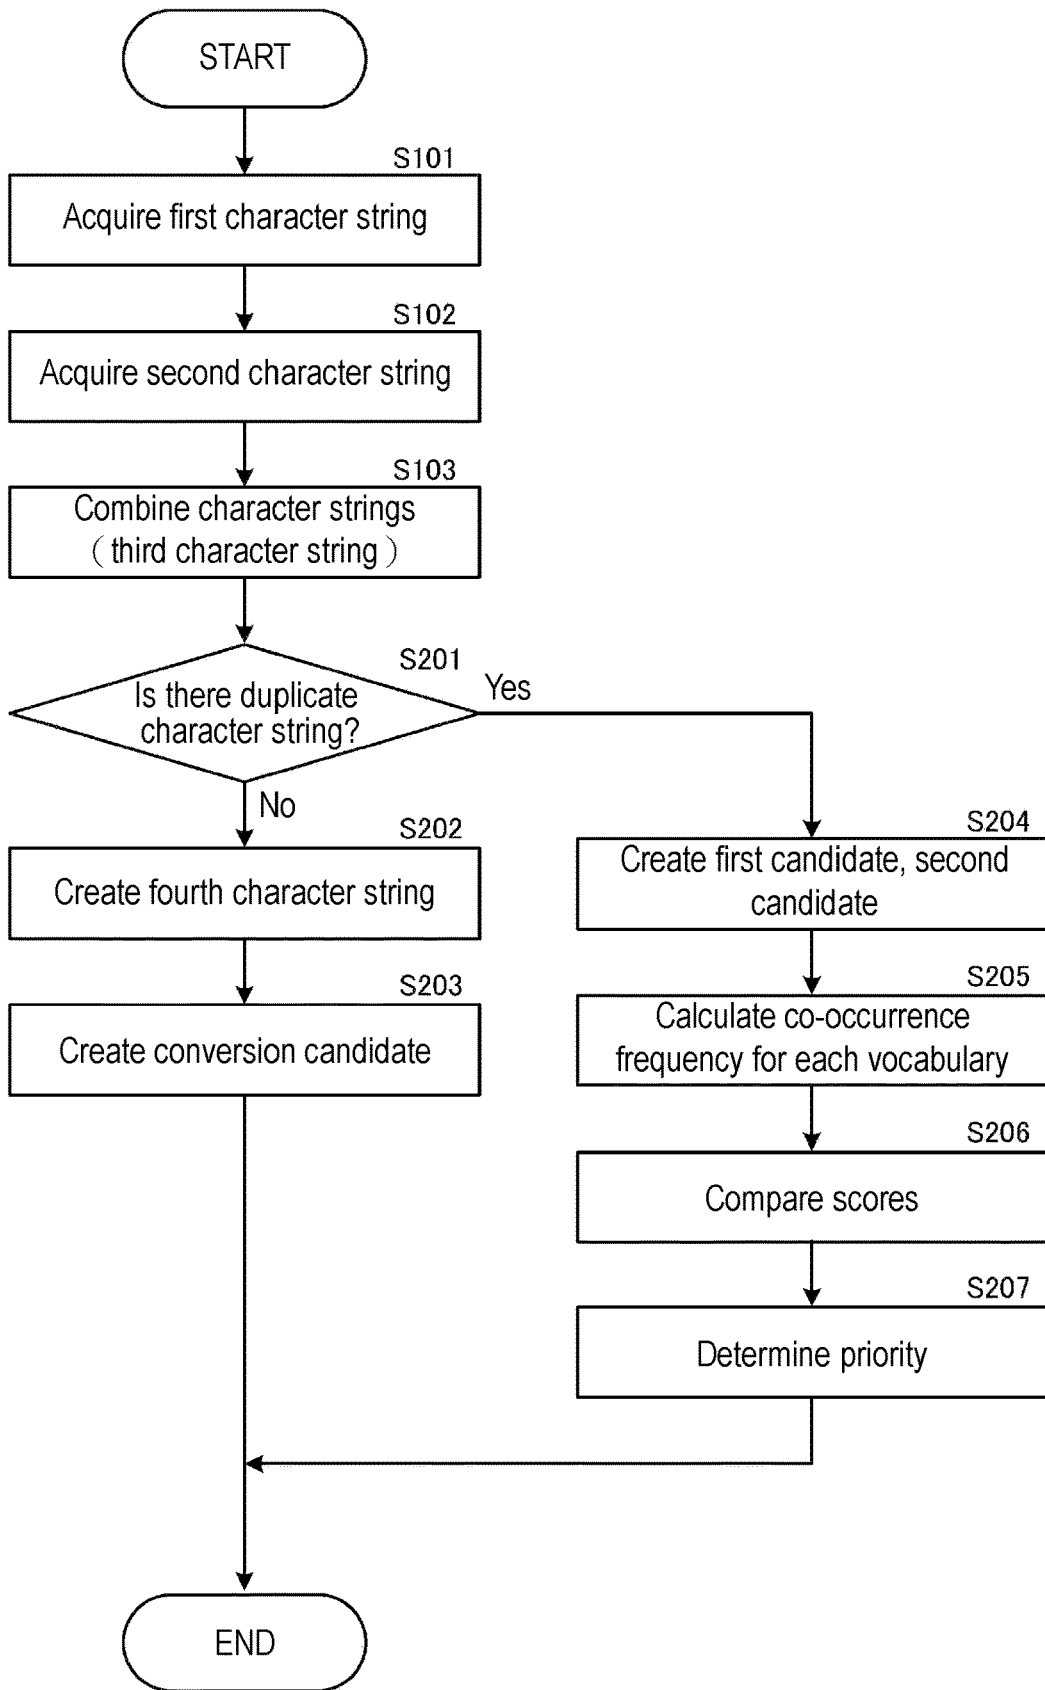 START
S101
Acquire first character string
S102
Acquire second character string
S103
Combine character strings
（third character string）
S201
Is there duplicate
character string?
Yes
No
S202
Create fourth character string
S203
Create conversion candidate
S204
Create first candidate, second
candidate
S205
Calculate co-occurrence
frequency for each vocabulary
S206
Compare scores
S207
Determine priority
END